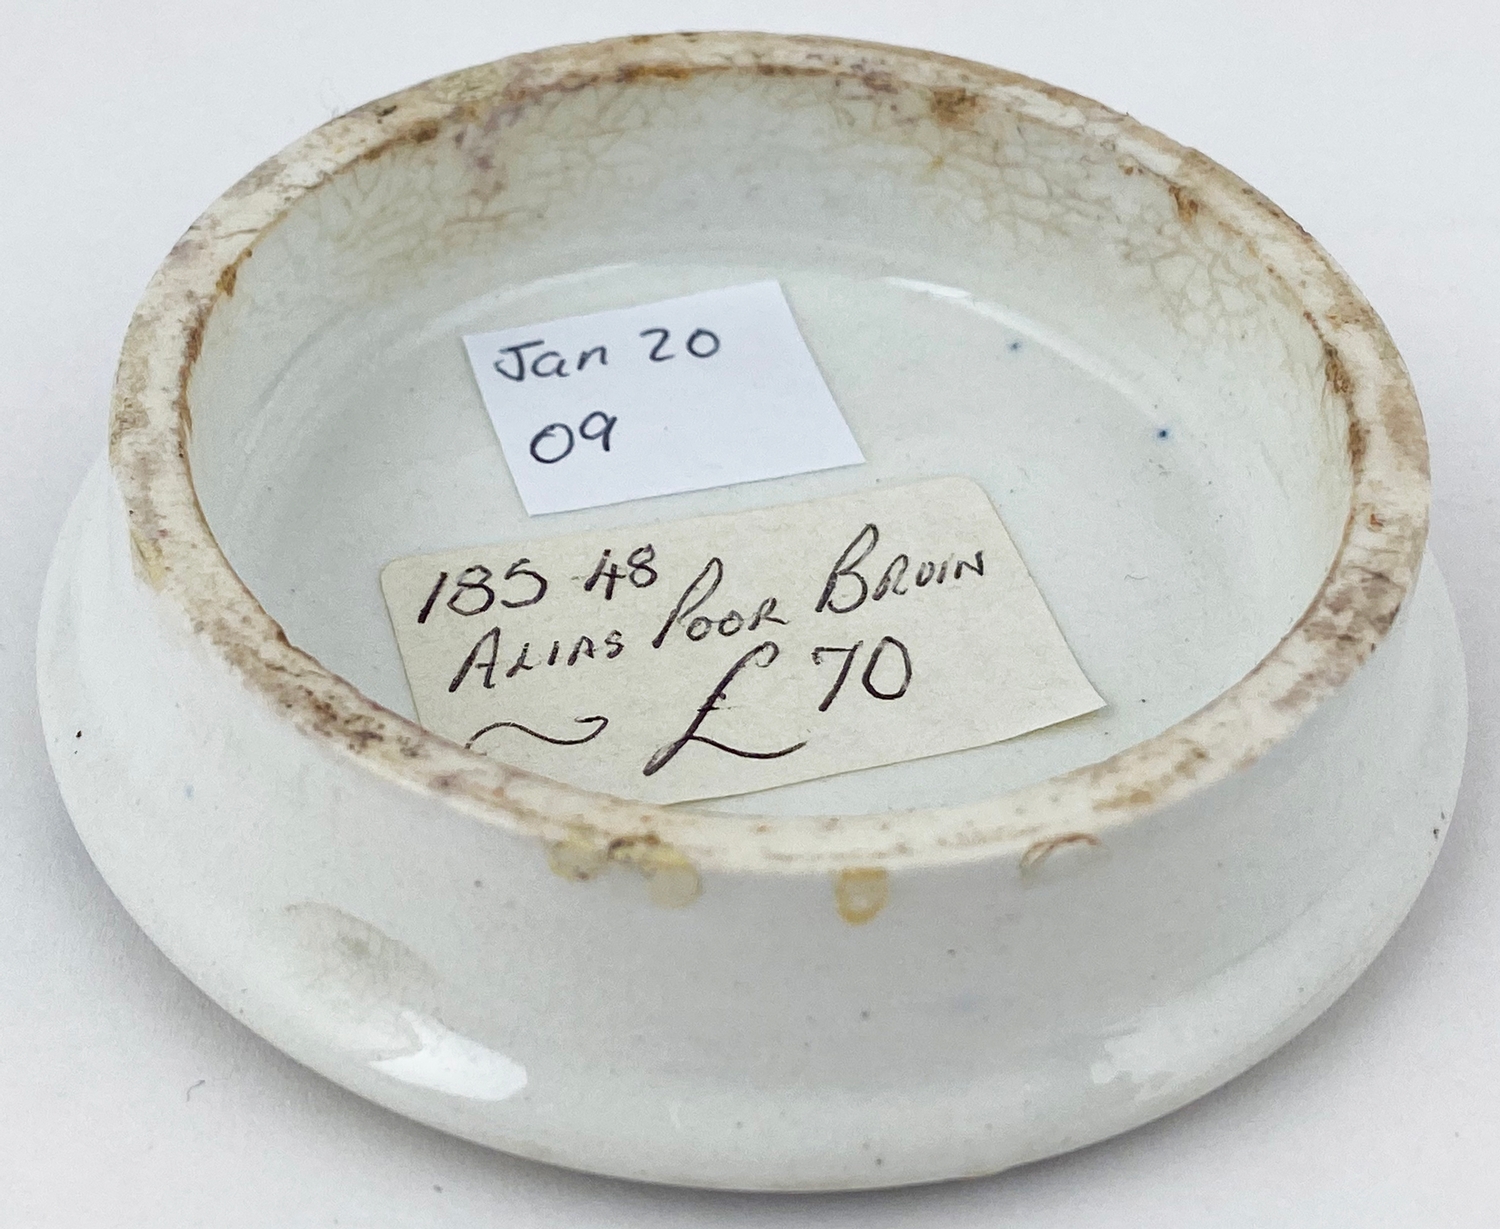 Jan 20
09
185 48
ALIAS POOR BRUIN
~ £70